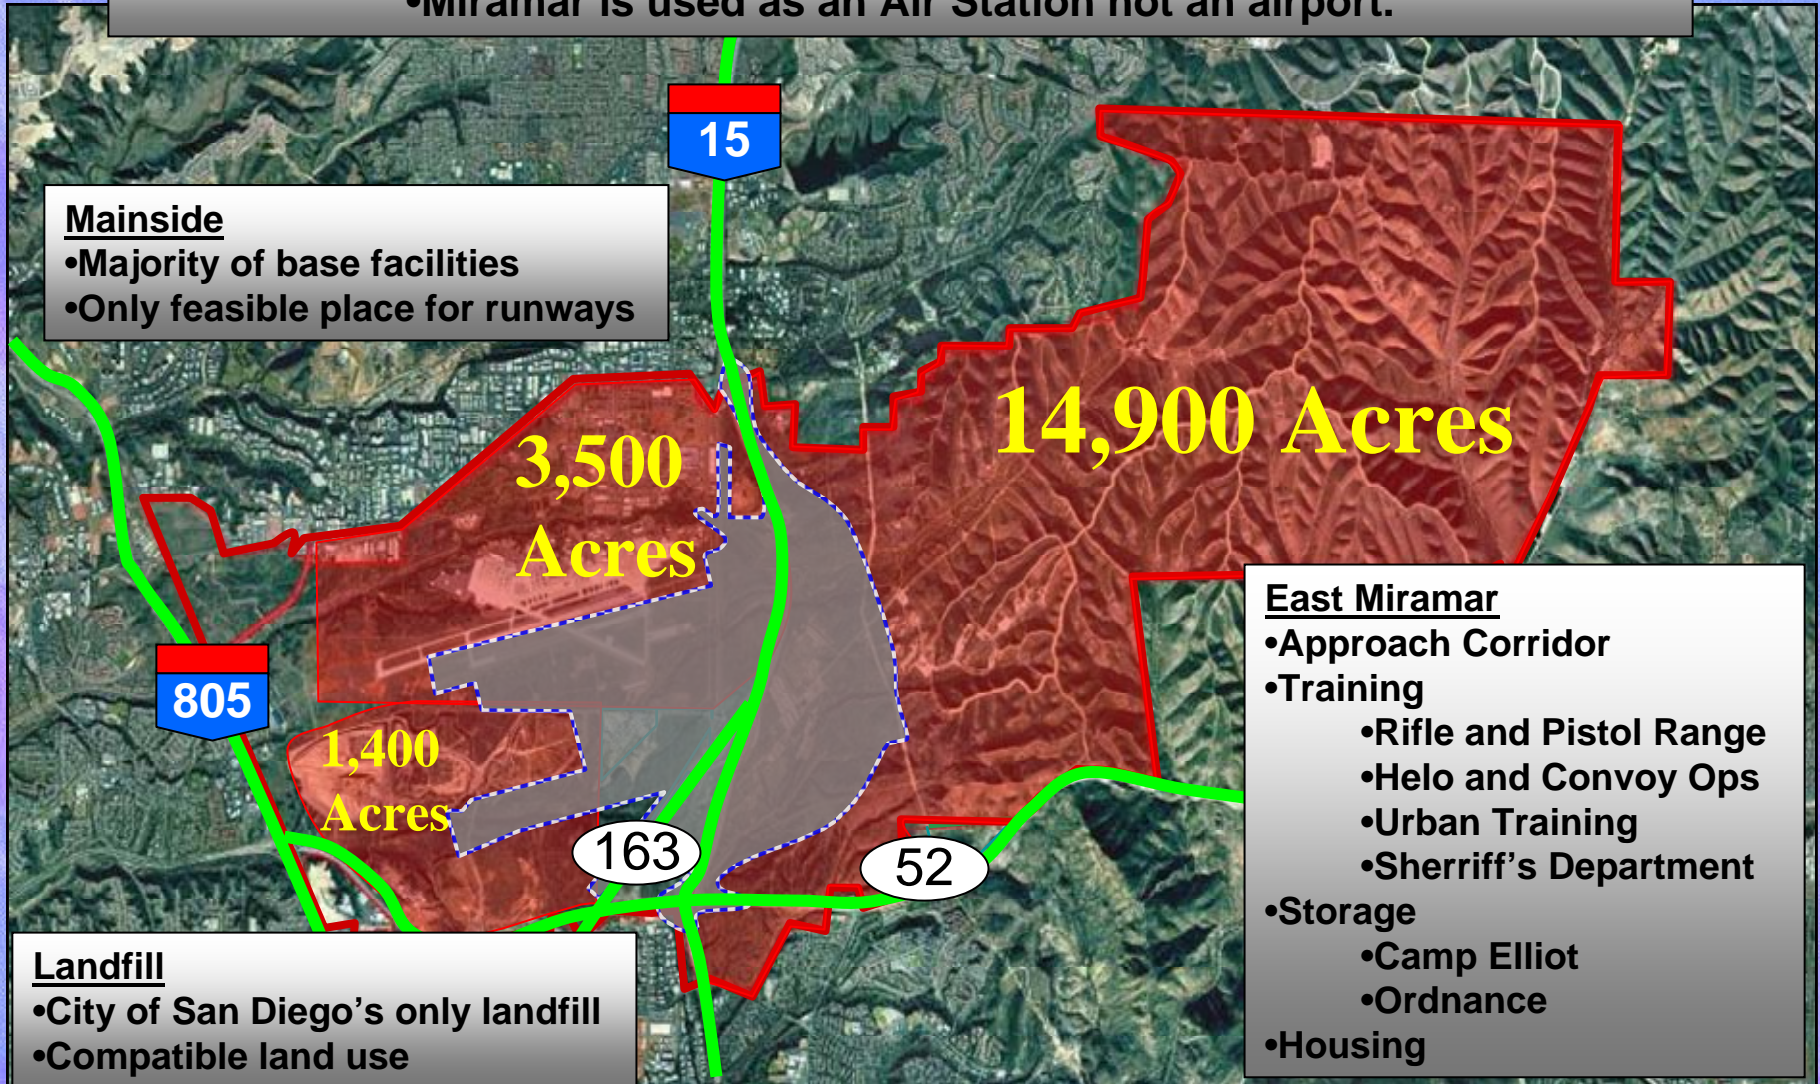 •Miramar is used as an Air Station not an airport.
15
Mainside
•Majority of base facilities
•Only feasible place for runways
3,500
Acres
14,900 Acres
805
1,400
Acres
163
52
East Miramar
•Approach Corridor
•Training
•Rifle and Pistol Range
•Helo and Convoy Ops
•Urban Training
•Sherriff’s Department
•Storage
•Camp Elliot
•Ordnance
•Housing
Landfill
•City of San Diego’s only landfill
•Compatible land use